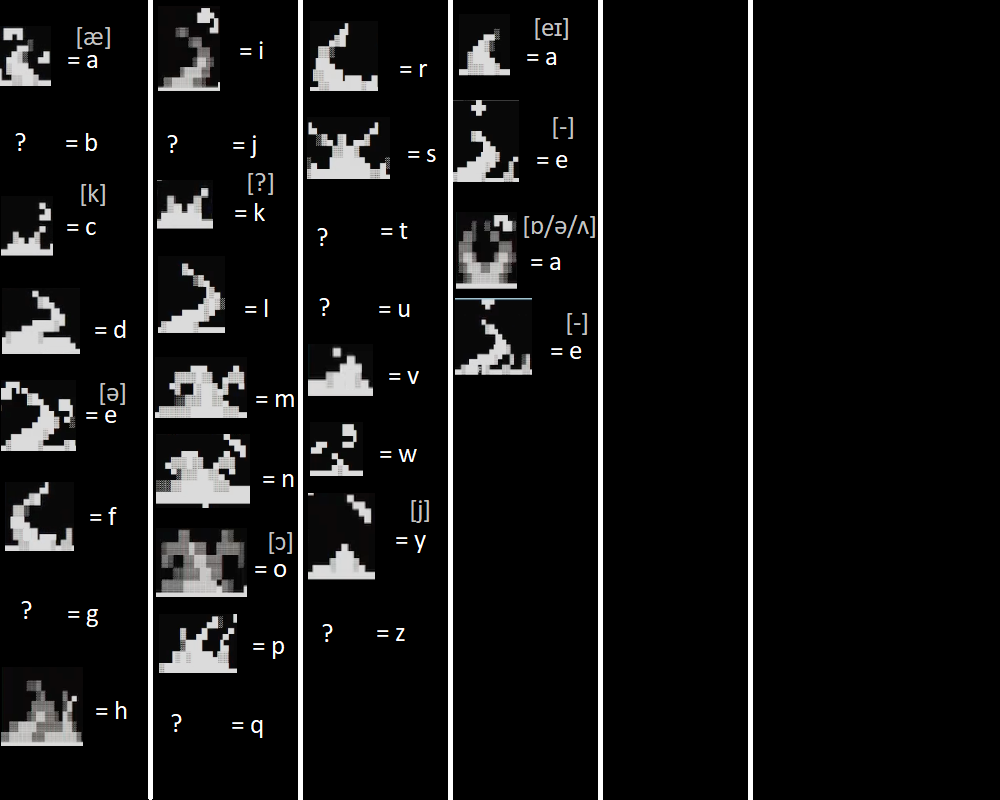 [æ]
= a
? = b
[k]
= c
= d
[ə]
= e
= f
? = g
= h
= i
? = j
[?]
= k
= l
= m
= n
[ɔ]
= o
= p
? = q
= r
= s
? = t
? = u
= v
= w
[j]
= y
? = z
[eɪ]
= a
[-]
= e
[ɒ/ə/ʌ]
= a
[-]
= e